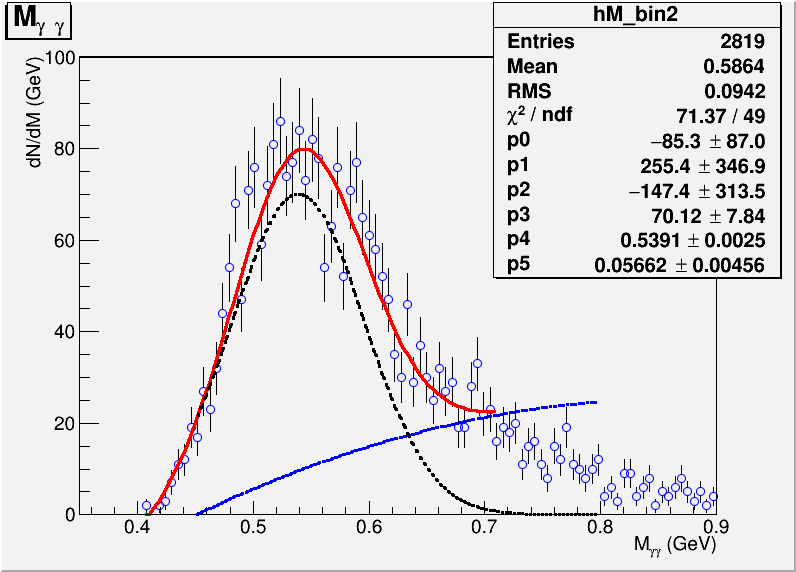 M_γ γ
hM_bin2
Entries 2819
Mean 0.5864
RMS 0.0942
χ² / ndf 71.37 / 49
p0 −85.3 ± 87.0
p1 255.4 ± 346.9
p2 −147.4 ± 313.5
p3 70.12 ± 7.84
p4 0.5391 ± 0.0025
p5 0.05662 ± 0.00456
dN/dM (GeV)
100
80
60
40
20
0
0.4 0.5 0.6 0.7 0.8 0.9
M_γγ (GeV)